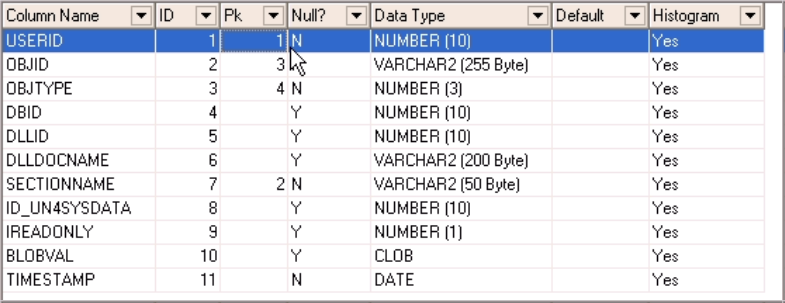 Column Name ID Pk Null? Data Type Default Histogram
USERID 1 1 N NUMBER (10) Yes
OBJID 2 3 VARCHAR2 (255 Byte) Yes
OBJTYPE 3 4 N NUMBER (3) Yes
DBID 4 Y NUMBER (10) Yes
DLLID 5 Y NUMBER (10) Yes
DLLDOCNAME 6 Y VARCHAR2 (200 Byte) Yes
SECTIONNAME 7 2 N VARCHAR2 (50 Byte) Yes
ID_UN4SYSDATA 8 Y NUMBER (10) Yes
IREADONLY 9 Y NUMBER (1) Yes
BLOBVAL 10 Y CLOB Yes
TIMESTAMP 11 N DATE Yes